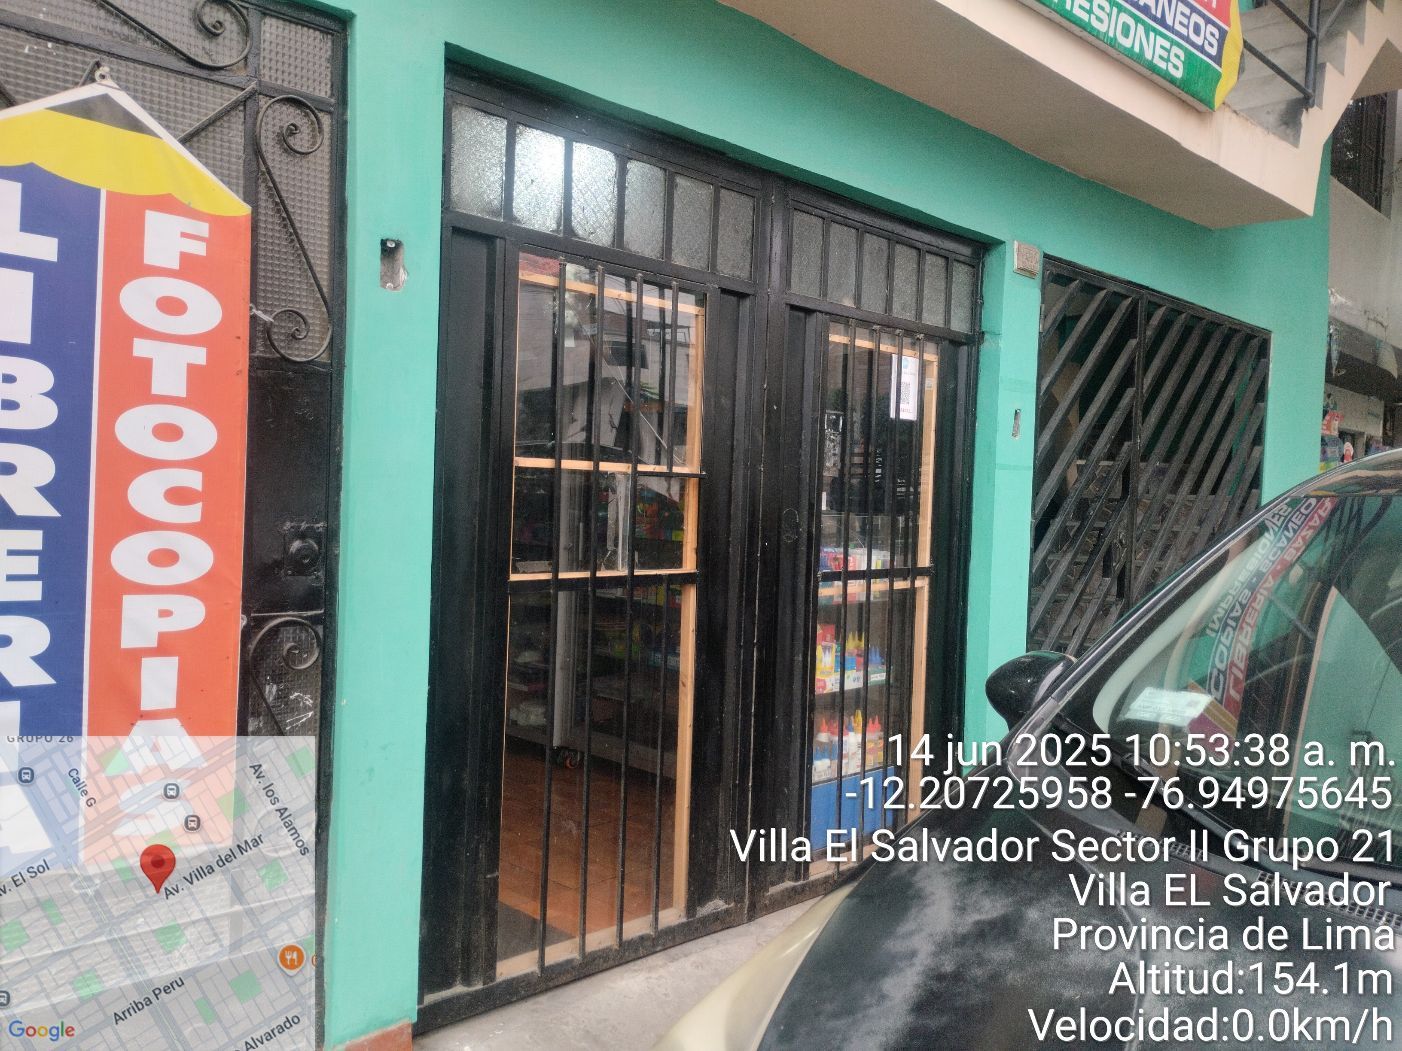 ANEOS
RESIONES
LIBRERI
FOTOCOPIAS
GRUPO 26
Calle G
Av. los Alamos
Av. El Sol
Av. Villa del Mar
Arriba Peru
Alvarado
Google
14 jun 2025 10:53:38 a. m.
-12.20725958 -76.94975645
Villa El Salvador Sector II Grupo 21
Villa EL Salvador
Provincia de Lima
Altitud:154.1m
Velocidad:0.0km/h